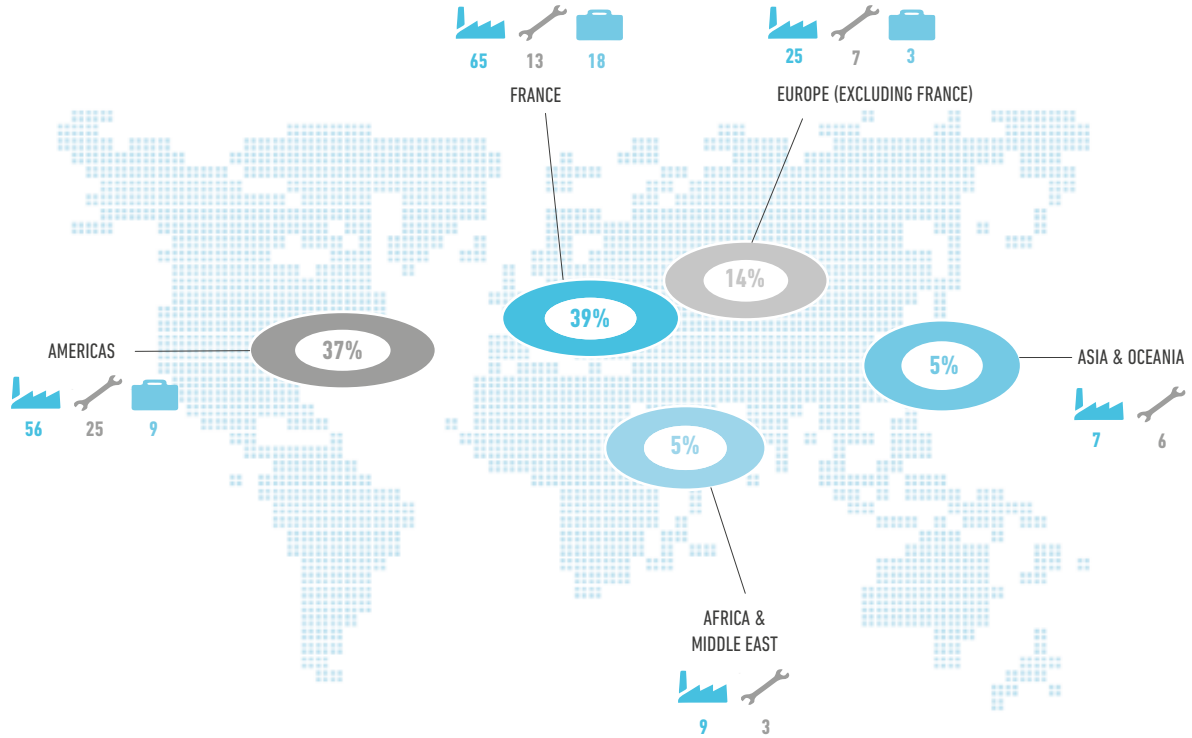 65 13 18
FRANCE
25 7 3
EUROPE (EXCLUDING FRANCE)
14%
39%
AMERICAS
37%
56 25 9
5%
ASIA & OCEANIA
7 6
5%
AFRICA &
MIDDLE EAST
9 3